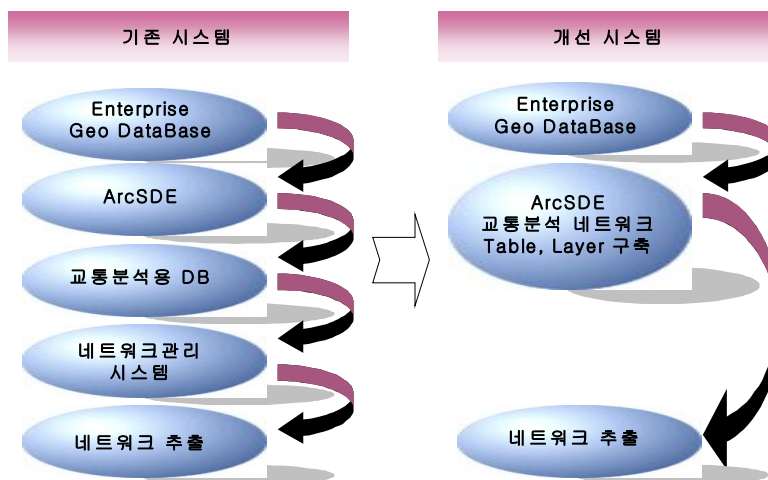 기존 시스템
Enterprise
Geo DataBase
ArcSDE
교통분석용 DB
네트워크관리
시스템
네트워크 추출
개선 시스템
Enterprise
Geo DataBase
ArcSDE
교통분석 네트워크
Table, Layer 구축
네트워크 추출